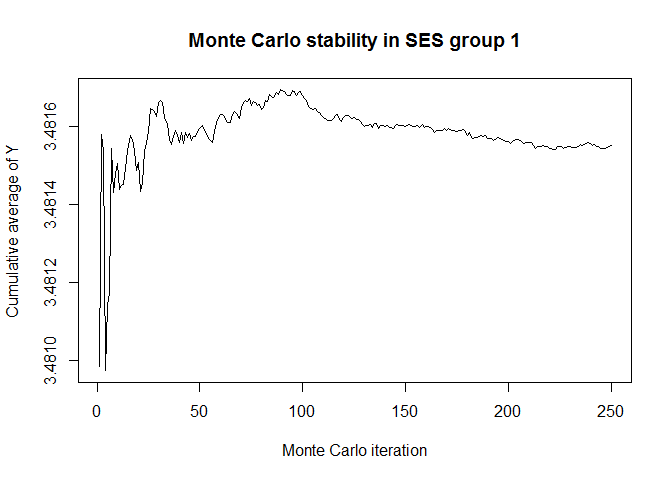 Monte Carlo stability in SES group 1
Cumulative average of Y
3.4816
3.4814
3.4812
3.4810
0 50 100 150 200 250
Monte Carlo iteration